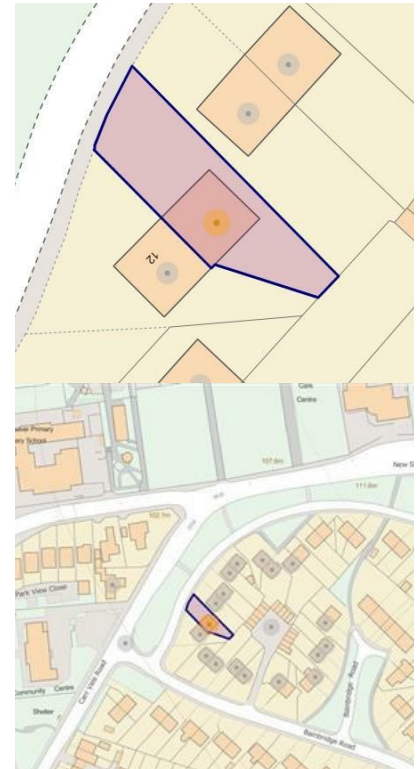 12
Care
Centre
Primary
School
107.6m
New S
111.6m
102.7m
Park View Close
Carr View Road
Community Centre
Shelter
Bainbridge Road
Bainbridge Road